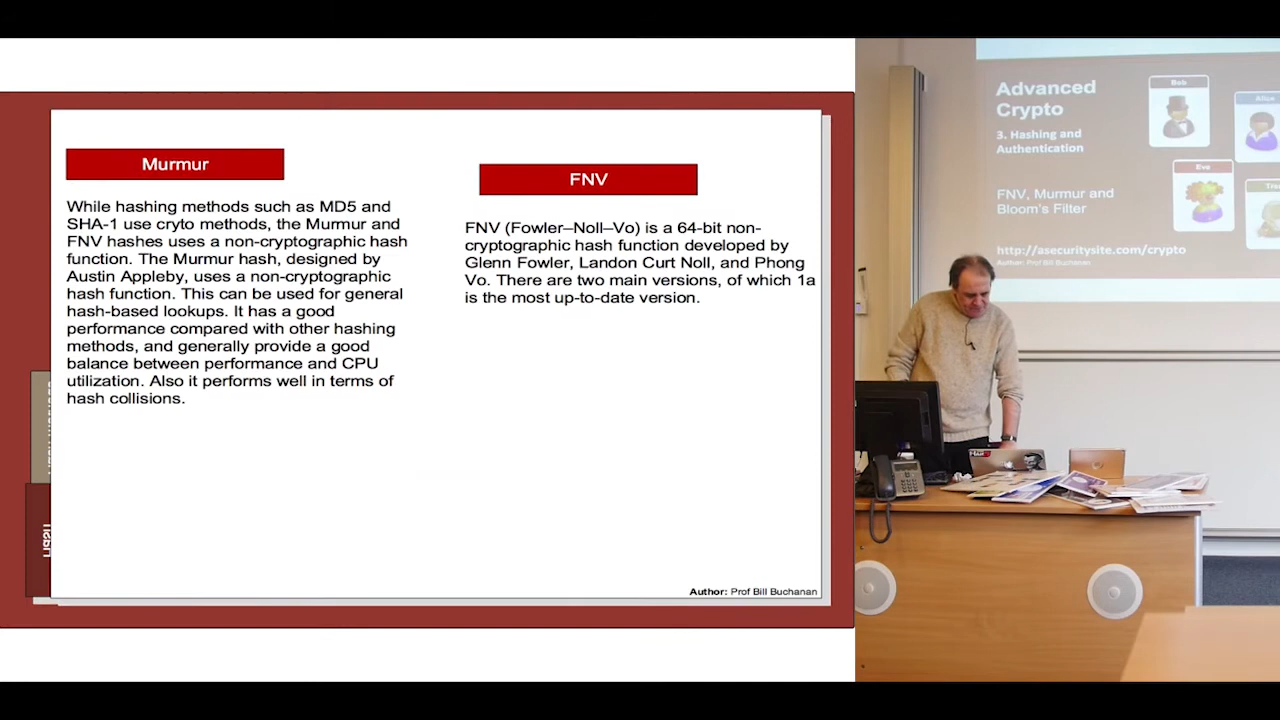 Murmur
While hashing methods such as MD5 and
SHA-1 use cryto methods, the Murmur and
FNV hashes uses a non-cryptographic hash
function. The Murmur hash, designed by
Austin Appleby, uses a non-cryptographic
hash function. This can be used for general
hash-based lookups. It has a good
performance compared with other hashing
methods, and generally provide a good
balance between performance and CPU
utilization. Also it performs well in terms of
hash collisions.
FNV
FNV (Fowler–Noll–Vo) is a 64-bit non-
cryptographic hash function developed by
Glenn Fowler, Landon Curt Noll, and Phong
Vo. There are two main versions, of which 1a
is the most up-to-date version.
Author: Prof Bill Buchanan
Advanced
Crypto
3. Hashing and
Authentication
FNV, Murmur and
Bloom's Filter
http://asecuritysite.com/crypto
Author: Prof Bill Buchanan
Bob
Alice
Eve